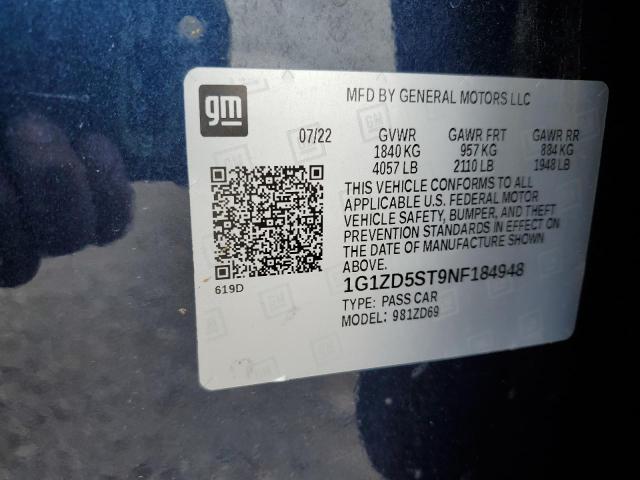 gm
MFD BY GENERAL MOTORS LLC
07/22 GVWR GAWR FRT GAWR RR
1840 KG 957 KG 884 KG
4057 LB 2110 LB 1948 LB
THIS VEHICLE CONFORMS TO ALL
APPLICABLE U.S. FEDERAL MOTOR
VEHICLE SAFETY, BUMPER, AND THEFT
PREVENTION STANDARDS IN EFFECT ON
THE DATE OF MANUFACTURE SHOWN
ABOVE.
619D
1G1ZD5ST9NF184948
TYPE: PASS CAR
MODEL: 981ZD69